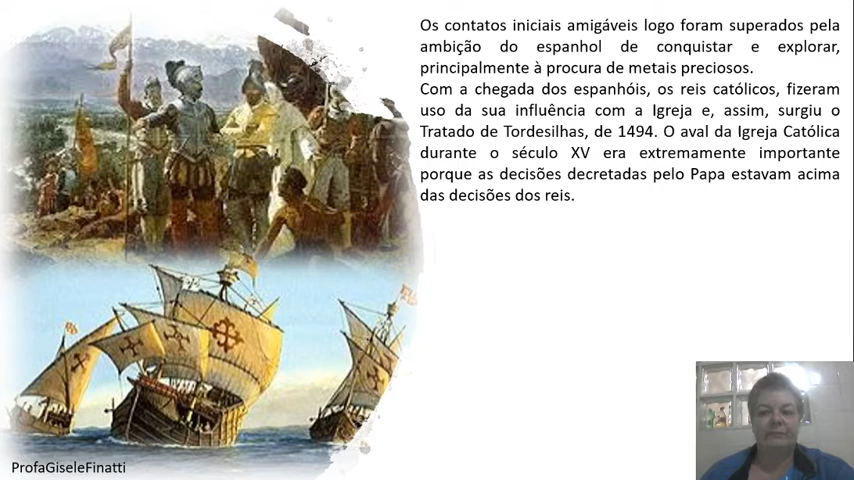 Os contatos iniciais amigáveis logo foram superados pela
ambição do espanhol de conquistar e explorar,
principalmente à procura de metais preciosos.
Com a chegada dos espanhóis, os reis católicos, fizeram
uso da sua influência com a Igreja e, assim, surgiu o
Tratado de Tordesilhas, de 1494. O aval da Igreja Católica
durante o século XV era extremamente importante
porque as decisões decretadas pelo Papa estavam acima
das decisões dos reis.
ProfaGiseleFinatti